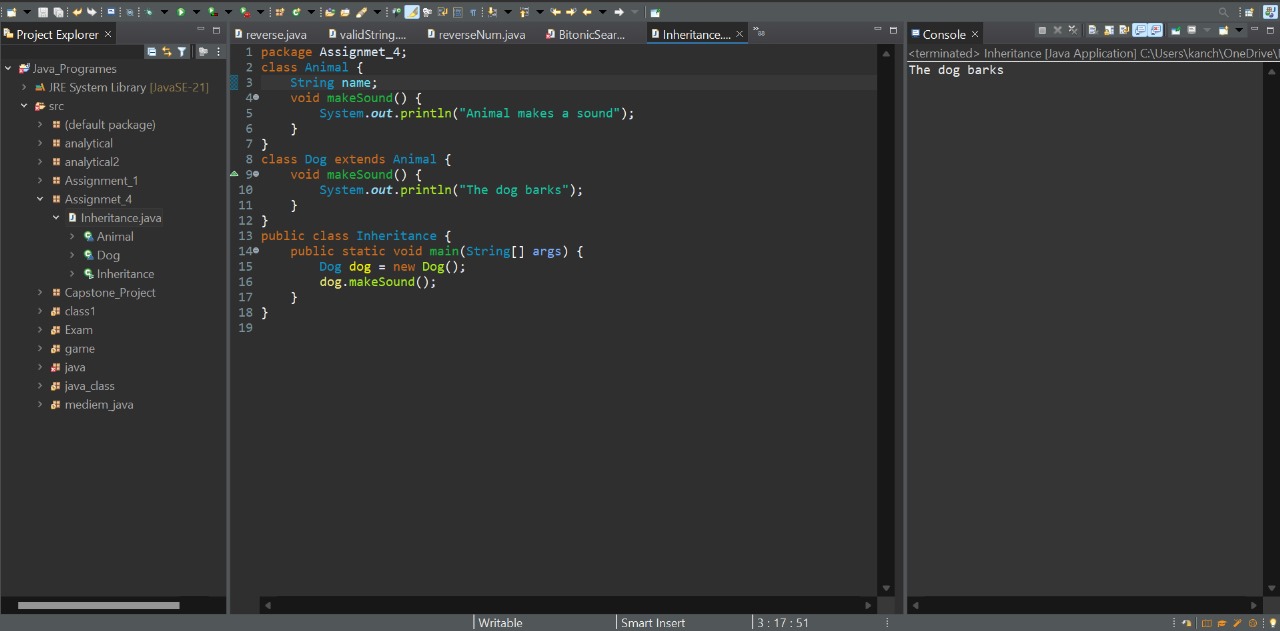 Project Explorer
Java_Programes
JRE System Library [JavaSE-21]
src
(default package)
analytical
analytical2
Assignment_1
Assignmet_4
Inheritance.java
Animal
Dog
Inheritance
Capstone_Project
class1
Exam
game
java
java_class
mediem_java
reverse.java validString.... reverseNum.java BitonicSear... Inheritance....
1 package Assignmet_4;
2 class Animal {
3 String name;
4 void makeSound() {
5 System.out.println("Animal makes a sound");
6 }
7 }
8 class Dog extends Animal {
9 void makeSound() {
10 System.out.println("The dog barks");
11 }
12 }
13 public class Inheritance {
14 public static void main(String[] args) {
15 Dog dog = new Dog();
16 dog.makeSound();
17 }
18 }
19
Console
<terminated> Inheritance [Java Application] C:\Users\kanch\OneDrive\
The dog barks
Writable Smart Insert 3 : 17 : 51